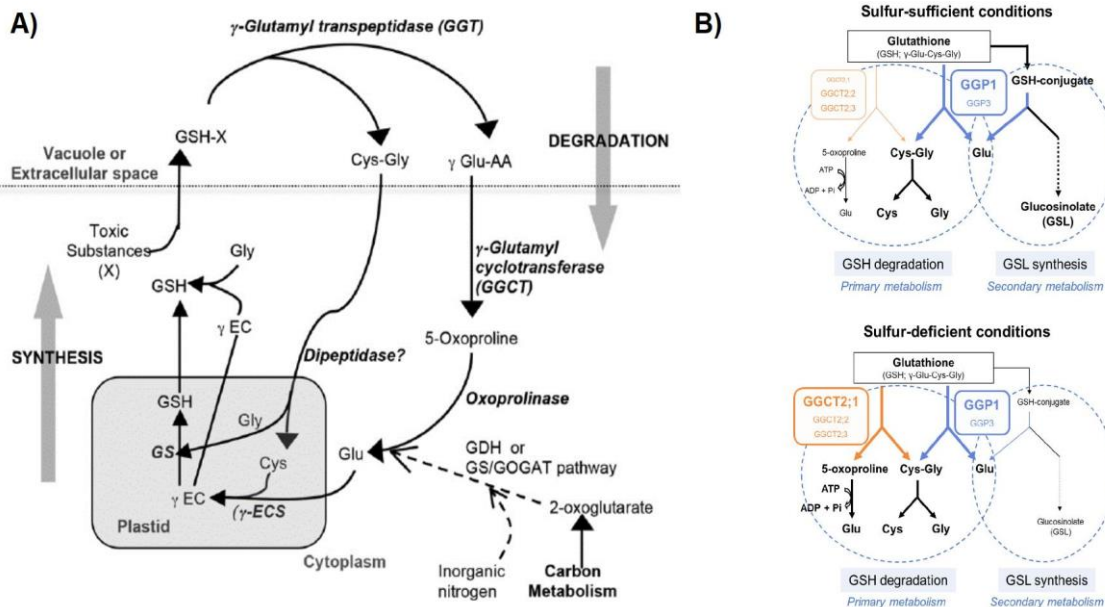 A)
γ-Glutamyl transpeptidase (GGT)
GSH-X
Cys-Gly
γ Glu-AA
DEGRADATION
Vacuole or
Extracellular space
Toxic
Substances
(X)
Gly
GSH
γ-Glutamyl
cyclotransferase
(GGCT)
γ EC
SYNTHESIS
Dipeptidase?
5-Oxoproline
GSH
Gly
Oxoprolinase
GS
Cys
Glu
GDH or
GS/GOGAT pathway
γ EC
(γ-ECS
2-oxoglutarate
Plastid
Cytoplasm
Inorganic
nitrogen
Carbon
Metabolism
B)
Sulfur-sufficient conditions
Glutathione
(GSH; γ-Glu-Cys-Gly)
GGCT2;1
GGCT2;2
GGCT2;3
GGP1
GGP3
GSH-conjugate
5-oxoproline
Cys-Gly
Glu
ATP
ADP + Pi
Glu
Cys
Gly
Glucosinolate
(GSL)
GSH degradation
GSL synthesis
Primary metabolism
Secondary metabolism
Sulfur-deficient conditions
Glutathione
(GSH; γ-Glu-Cys-Gly)
GGCT2;1
GGCT2;2
GGCT2;3
GGP1
GGP3
GSH-conjugate
5-oxoproline
Cys-Gly
Glu
ATP
ADP + Pi
Glu
Cys
Gly
Glucosinolate
(GSL)
GSH degradation
GSL synthesis
Primary metabolism
Secondary metabolism